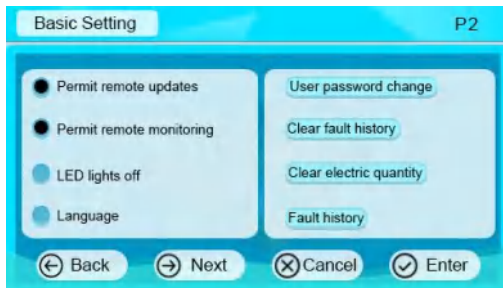 Basic Setting
P2
Permit remote updates
Permit remote monitoring
LED lights off
Language
User password change
Clear fault history
Clear electric quantity
Fault history
Back
Next
Cancel
Enter